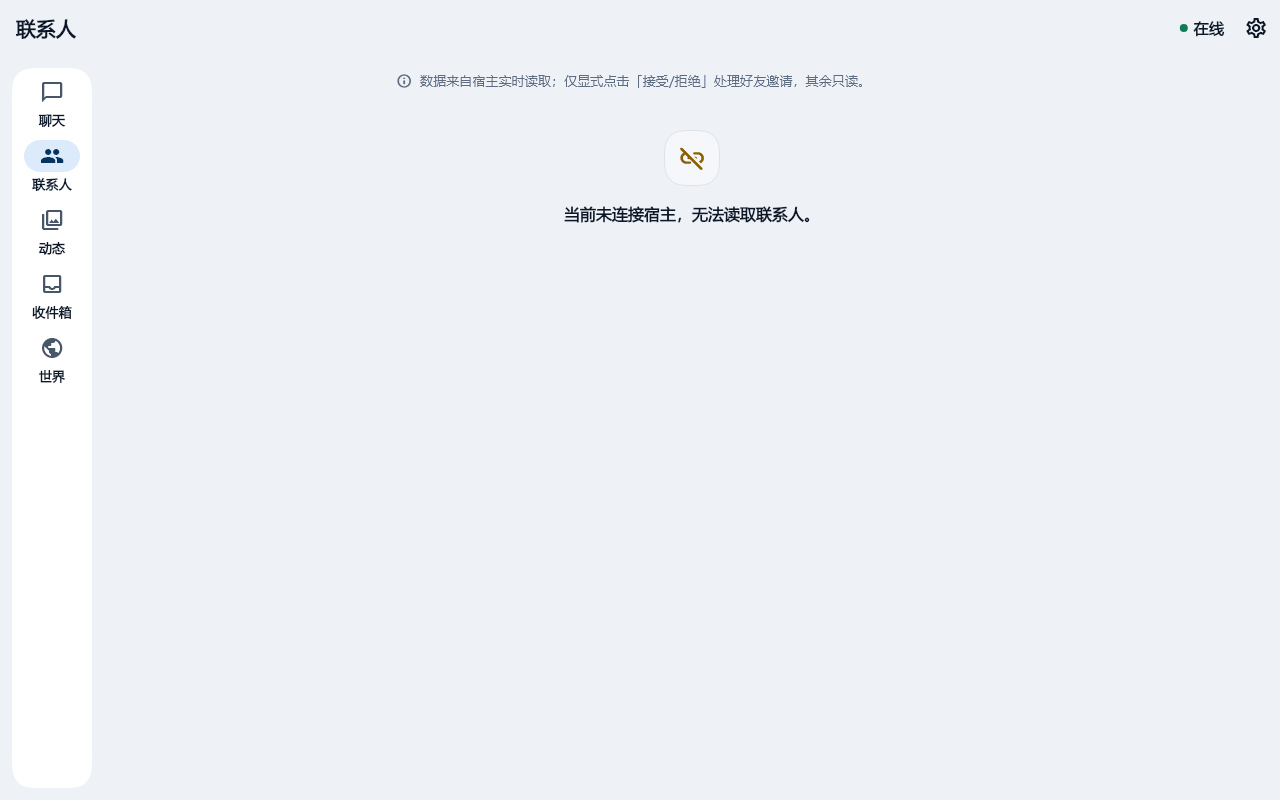 联系人
在线
数据来自宿主实时读取；仅显式点击「接受/拒绝」处理好友邀请，其余只读。
聊天
联系人
动态
收件箱
世界
当前未连接宿主，无法读取联系人。